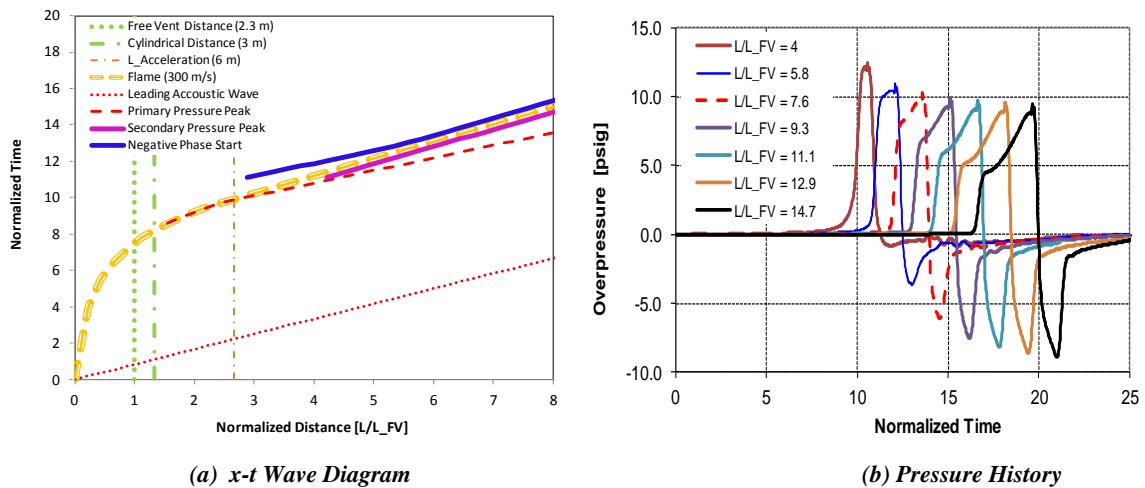 20
18
16
14
12
10
8
6
4
2
0
Normalized Time
Free Vent Distance (2.3 m)
Cylindrical Distance (3 m)
L_Acceleration (6 m)
Flame (300 m/s)
Leading Accoustic Wave
Primary Pressure Peak
Secondary Pressure Peak
Negative Phase Start
0 1 2 3 4 5 6 7 8
Normalized Distance [L/L_FV]
(a) x-t Wave Diagram
15.0
10.0
5.0
0.0
-5.0
-10.0
Overpressure [psig]
L/L_FV = 4
L/L_FV = 5.8
L/L_FV = 7.6
L/L_FV = 9.3
L/L_FV = 11.1
L/L_FV = 12.9
L/L_FV = 14.7
0 5 10 15 20 25
Normalized Time
(b) Pressure History